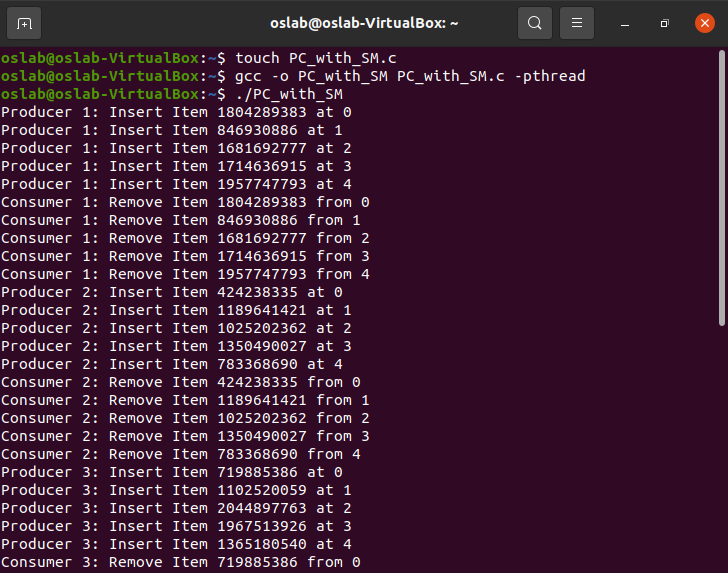 oslab@oslab-VirtualBox: ~
oslab@oslab-VirtualBox:~$ touch PC_with_SM.c
oslab@oslab-VirtualBox:~$ gcc -o PC_with_SM PC_with_SM.c -pthread
oslab@oslab-VirtualBox:~$ ./PC_with_SM
Producer 1: Insert Item 1804289383 at 0
Producer 1: Insert Item 846930886 at 1
Producer 1: Insert Item 1681692777 at 2
Producer 1: Insert Item 1714636915 at 3
Producer 1: Insert Item 1957747793 at 4
Consumer 1: Remove Item 1804289383 from 0
Consumer 1: Remove Item 846930886 from 1
Consumer 1: Remove Item 1681692777 from 2
Consumer 1: Remove Item 1714636915 from 3
Consumer 1: Remove Item 1957747793 from 4
Producer 2: Insert Item 424238335 at 0
Producer 2: Insert Item 1189641421 at 1
Producer 2: Insert Item 1025202362 at 2
Producer 2: Insert Item 1350490027 at 3
Producer 2: Insert Item 783368690 at 4
Consumer 2: Remove Item 424238335 from 0
Consumer 2: Remove Item 1189641421 from 1
Consumer 2: Remove Item 1025202362 from 2
Consumer 2: Remove Item 1350490027 from 3
Consumer 2: Remove Item 783368690 from 4
Producer 3: Insert Item 719885386 at 0
Producer 3: Insert Item 1102520059 at 1
Producer 3: Insert Item 2044897763 at 2
Producer 3: Insert Item 1967513926 at 3
Producer 3: Insert Item 1365180540 at 4
Consumer 3: Remove Item 719885386 from 0